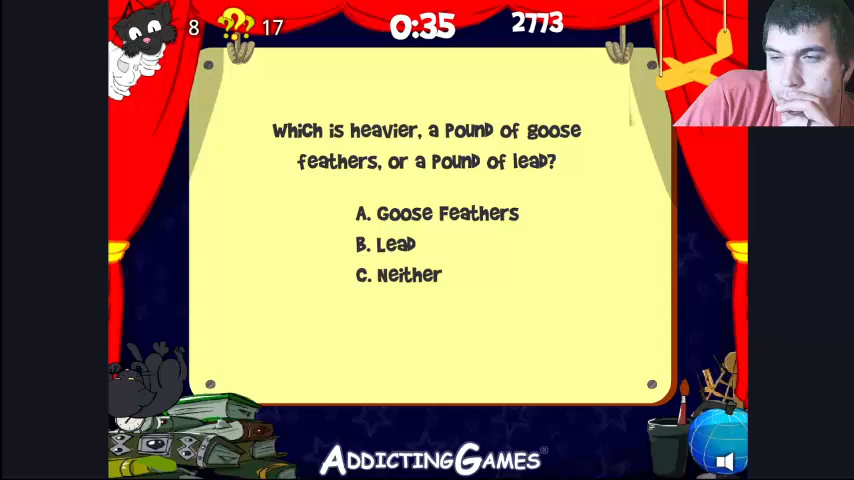 8 17 0:35 2773
Which is heavier, a pound of goose
feathers, or a pound of lead?
A. Goose Feathers
B. Lead
C. Neither
AddictingGames®